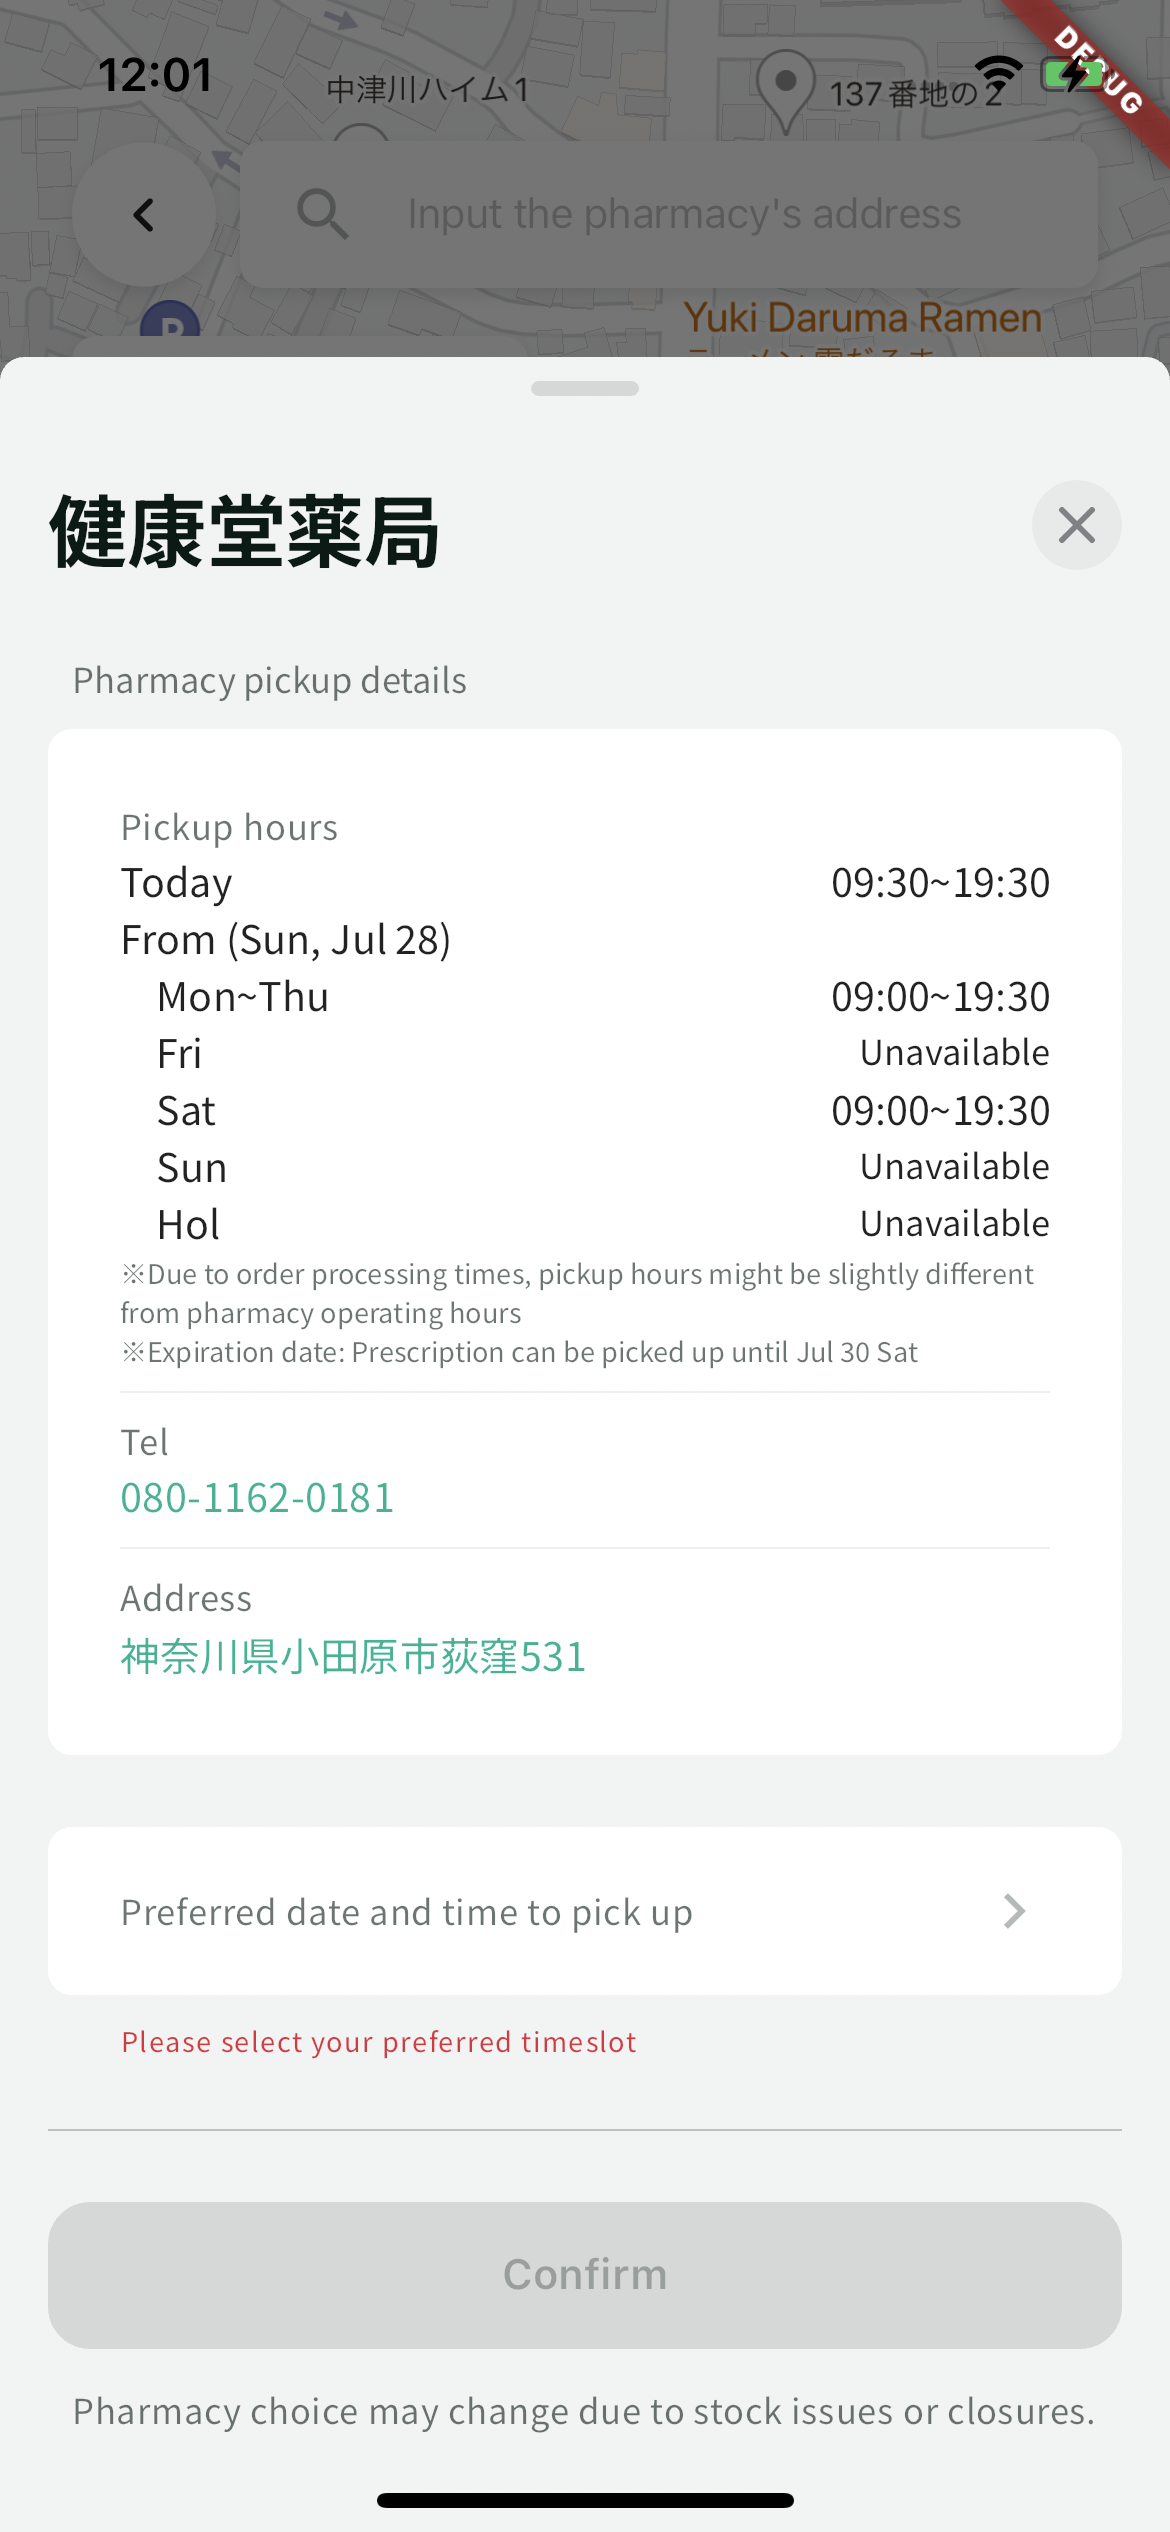 12:01
DEBUG
中津川ハイム1
137番地の2
Input the pharmacy's address
P
Yuki Daruma Ramen
健康堂薬局
Pharmacy pickup details
Pickup hours
Today 09:30~19:30
From (Sun, Jul 28)
Mon~Thu 09:00~19:30
Fri Unavailable
Sat 09:00~19:30
Sun Unavailable
Hol Unavailable
※Due to order processing times, pickup hours might be slightly different
from pharmacy operating hours
※Expiration date: Prescription can be picked up until Jul 30 Sat
Tel
080-1162-0181
Address
神奈川県小田原市荻窪531
Preferred date and time to pick up
Please select your preferred timeslot
Confirm
Pharmacy choice may change due to stock issues or closures.